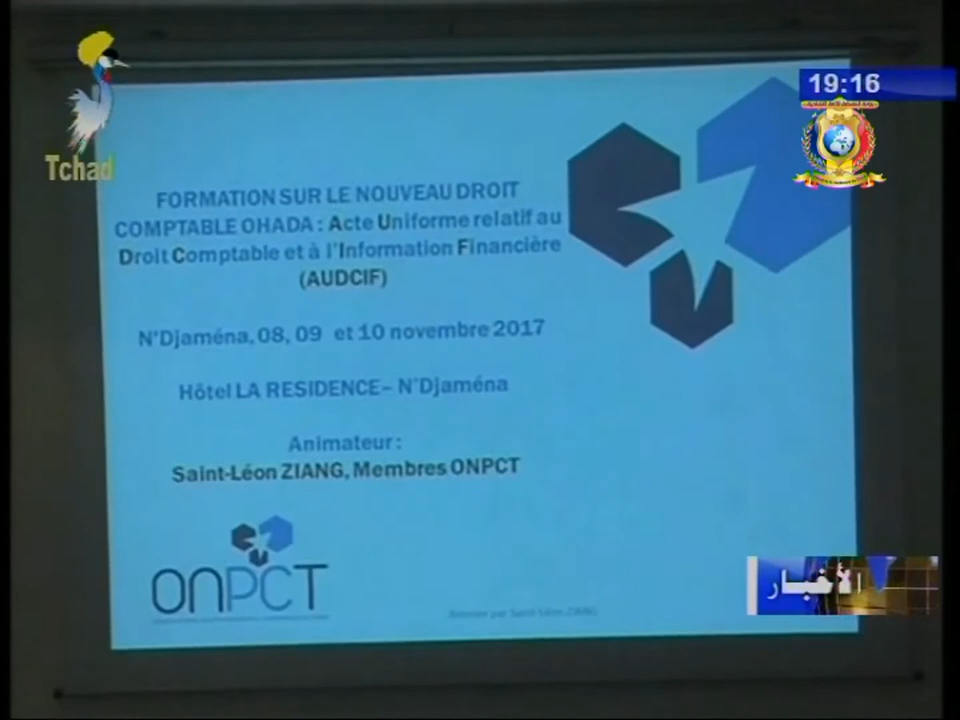 19:16
Tchad
FORMATION SUR LE NOUVEAU DROIT
COMPTABLE OHADA : Acte Uniforme relatif au
Droit Comptable et à l'Information Financière
(AUDCIF)
N'Djaména, 08, 09 et 10 novembre 2017
Hôtel LA RESIDENCE– N'Djaména
Animateur :
Saint-Léon ZIANG, Membres ONPCT
ONPCT
الأخبار